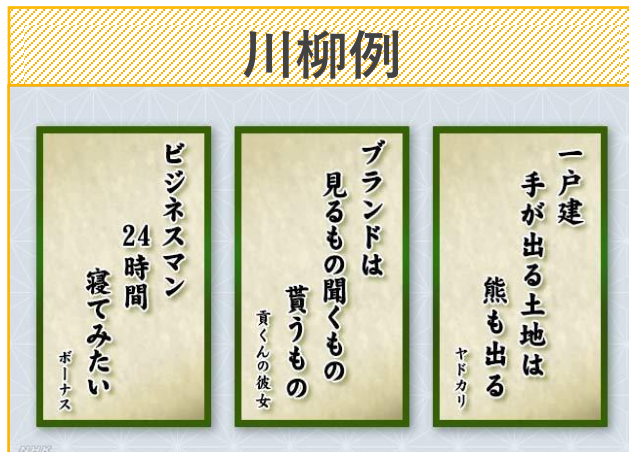 川柳例
一戸建
手が出る土地は
熊も出る
ヤドカリ
ブランドは
見るもの聞くもの
貰うもの
貢くんの彼女
ビジネスマン
24時間
寝てみたい
ボーナス
NHK